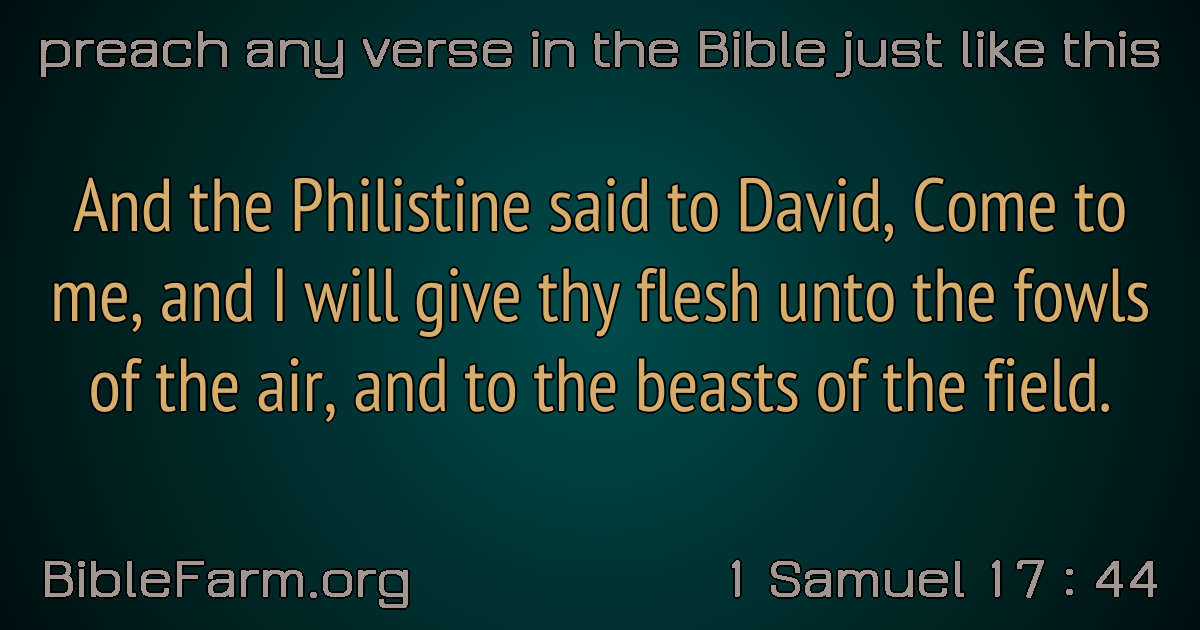 preach any verse in the Bible just like this
And the Philistine said to David, Come to
me, and I will give thy flesh unto the fowls
of the air, and to the beasts of the field.
BibleFarm.org
1 Samuel 17 : 44